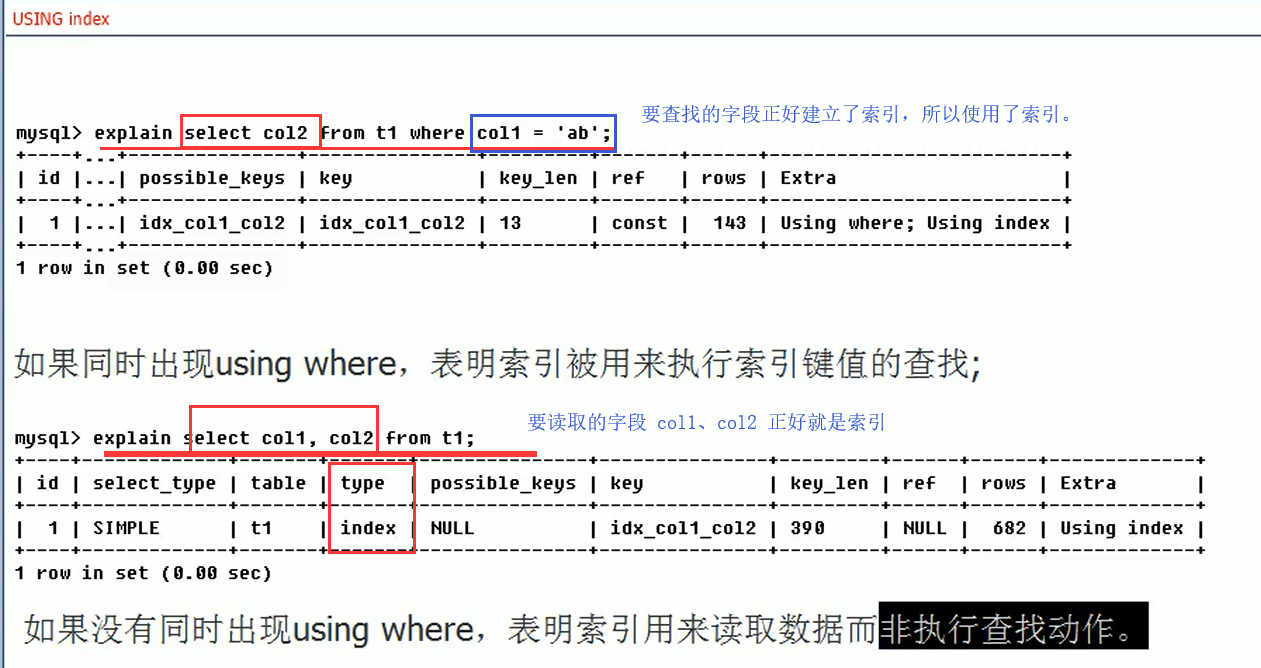 USING index
要查找的字段正好建立了索引，所以使用了索引。
mysql> explain select col2 from t1 where col1 = 'ab';
+----+...+---------------+---------------+---------+-------+------+--------------------------+
| id |...| possible_keys | key | key_len | ref | rows | Extra |
+----+...+---------------+---------------+---------+-------+------+--------------------------+
| 1 |...| idx_col1_col2 | idx_col1_col2 | 13 | const | 143 | Using where; Using index |
+----+...+---------------+---------------+---------+-------+------+--------------------------+
1 row in set (0.00 sec)
如果同时出现using where，表明索引被用来执行索引键值的查找;
要读取的字段 col1、col2 正好就是索引
mysql> explain select col1, col2 from t1;
+----+-------------+-------+-------+---------------+---------------+---------+------+------+-------------+
| id | select_type | table | type | possible_keys | key | key_len | ref | rows | Extra |
+----+-------------+-------+-------+---------------+---------------+---------+------+------+-------------+
| 1 | SIMPLE | t1 | index | NULL | idx_col1_col2 | 390 | NULL | 682 | Using index |
+----+-------------+-------+-------+---------------+---------------+---------+------+------+-------------+
1 row in set (0.00 sec)
如果没有同时出现using where，表明索引用来读取数据而非执行查找动作。